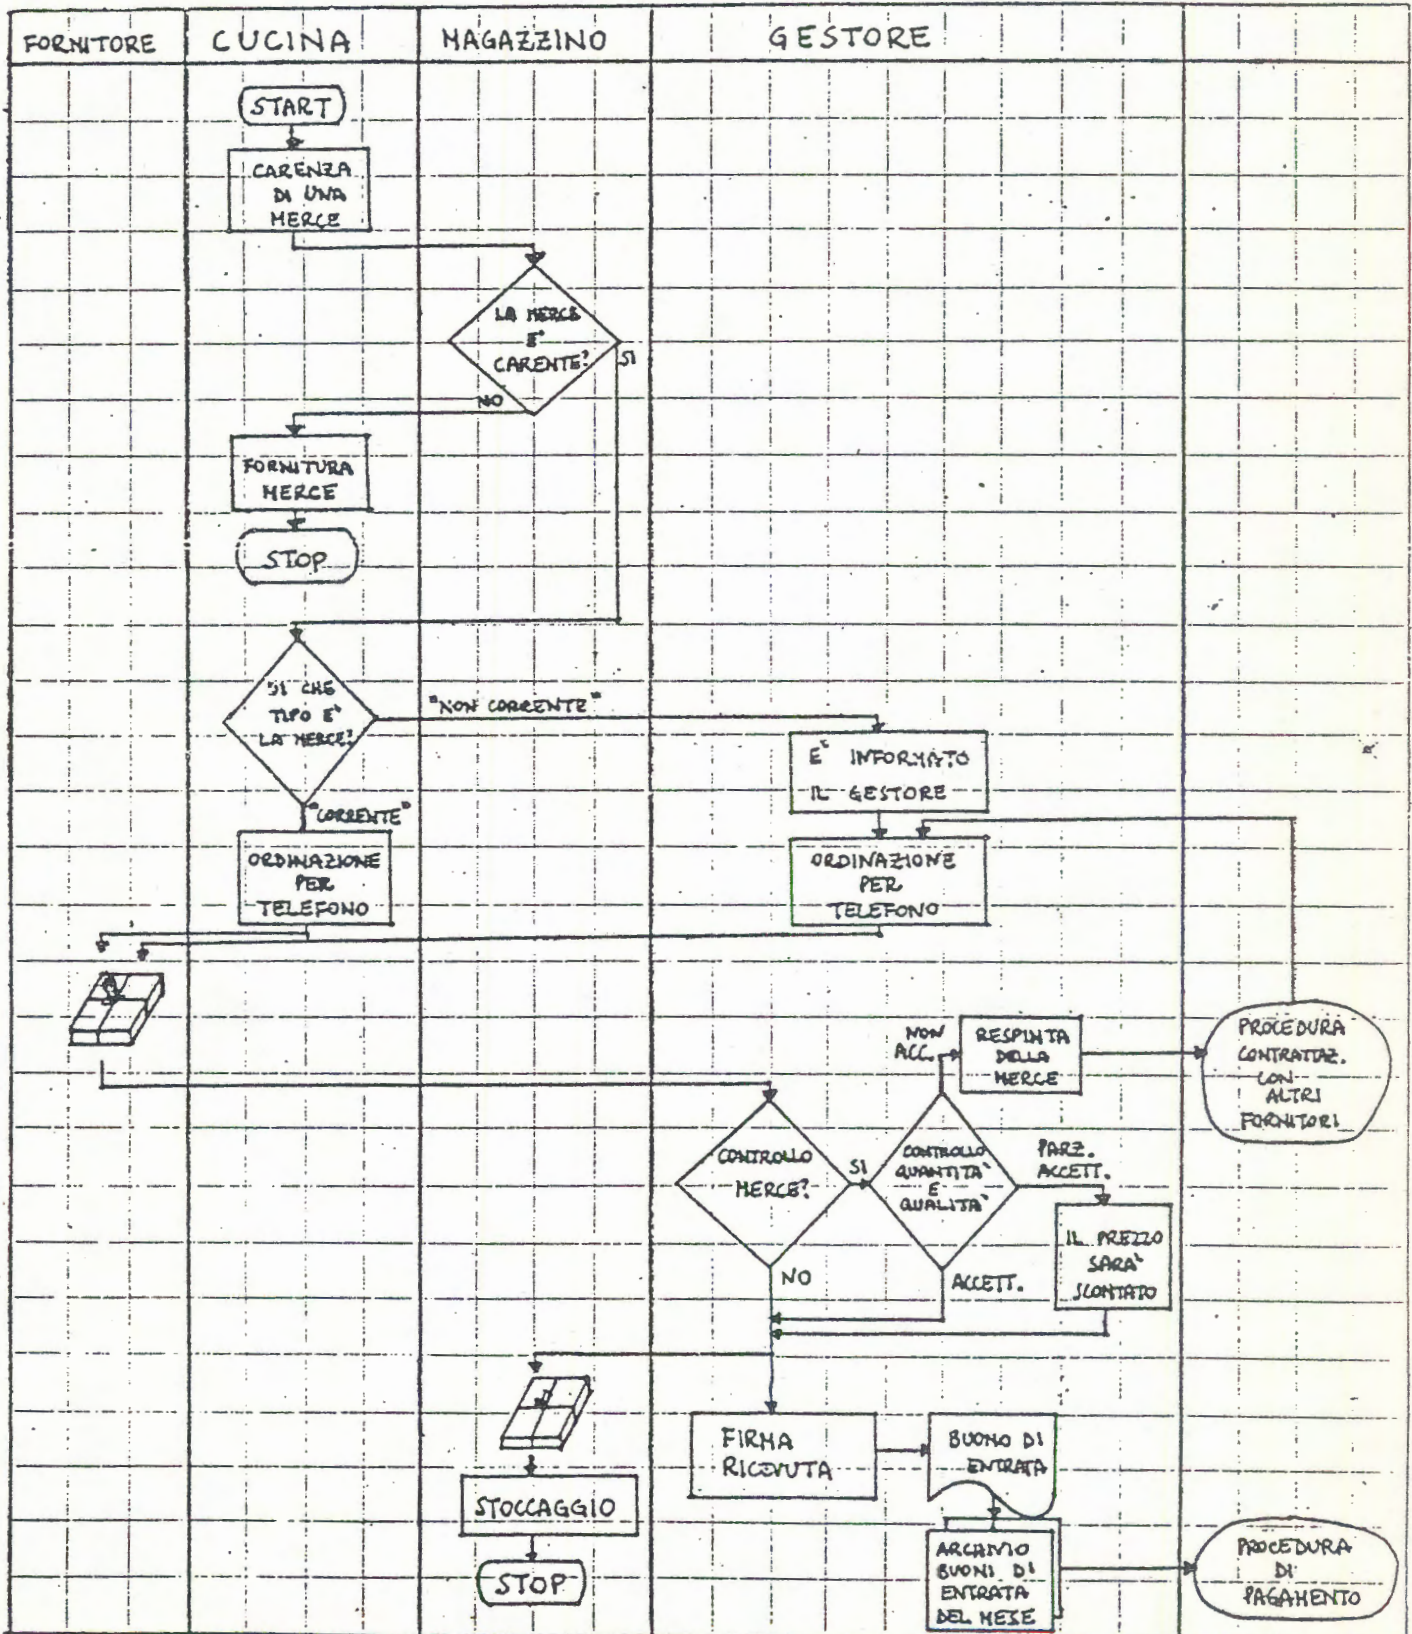 FORNITORE
CUCINA
MAGAZZINO
GESTORE
START
CARENZA
DI UNA
MERCE
LA MERCE
E'
CARENTE?
SI
NO
FORNITURA
MERCE
STOP
DI CHE
TIPO E'
LA MERCE?
"NON CORRENTE"
"CORRENTE"
E' INFORMATO
IL GESTORE
ORDINAZIONE
PER
TELEFONO
ORDINAZIONE
PER
TELEFONO
NON
ACC.
RESPINTA
DELLA
MERCE
PROCEDURA
CONTRATTAZ.
CON
ALTRI
FORNITORI
CONTROLLO
MERCE?
SI
CONTROLLO
QUANTITA'
E
QUALITA'
PARZ.
ACCETT.
IL PREZZO
SARA'
SCONTATO
NO
ACCETT.
FIRMA
RICEVUTA
BUONO DI
ENTRATA
STOCCAGGIO
STOP
ARCHIVIO
BUONI DI
ENTRATA
DEL MESE
PROCEDURA
DI
PAGAMENTO